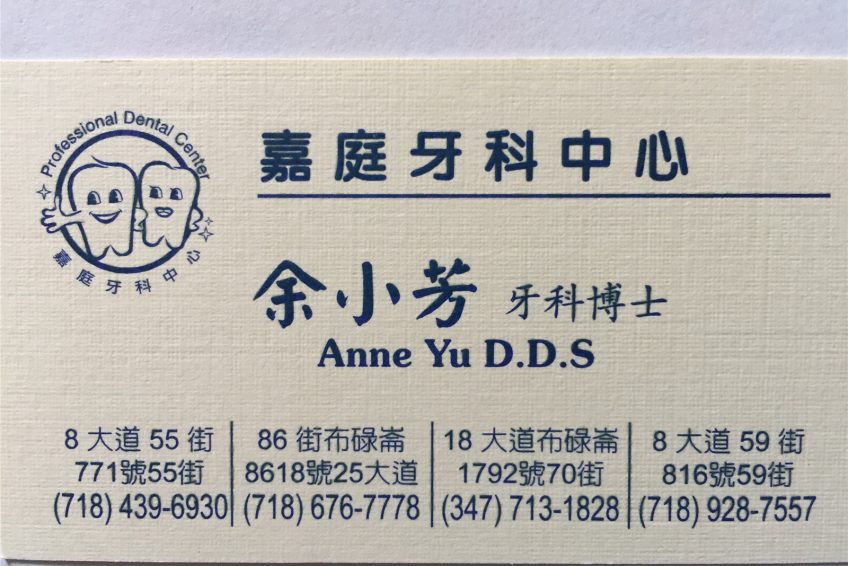 Professional Dental Center
嘉庭牙科中心
嘉庭牙科中心
余小芳 牙科博士
Anne Yu D.D.S
8 大道 55 街
771號55街
(718) 439-6930
86 街布碌崙
8618號25大道
(718) 676-7778
18 大道布碌崙
1792號70街
(347) 713-1828
8 大道 59 街
816號59街
(718) 928-7557